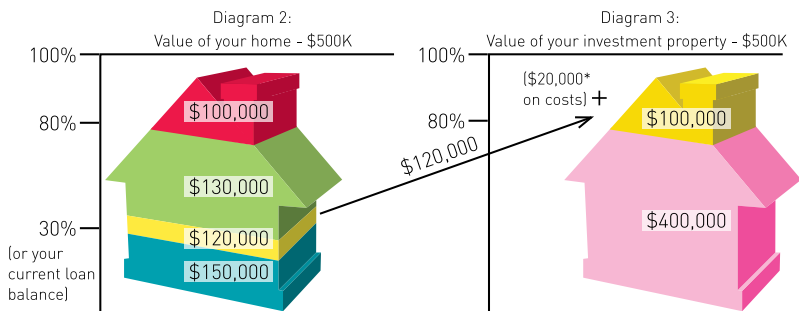 Diagram 2:
Value of your home - $500K
100%
80%
30%
(or your
current loan
balance)
$100,000
$130,000
$120,000
$150,000
$120,000
Diagram 3:
Value of your investment property - $500K
100%
80%
($20,000*
on costs) +
$100,000
$400,000